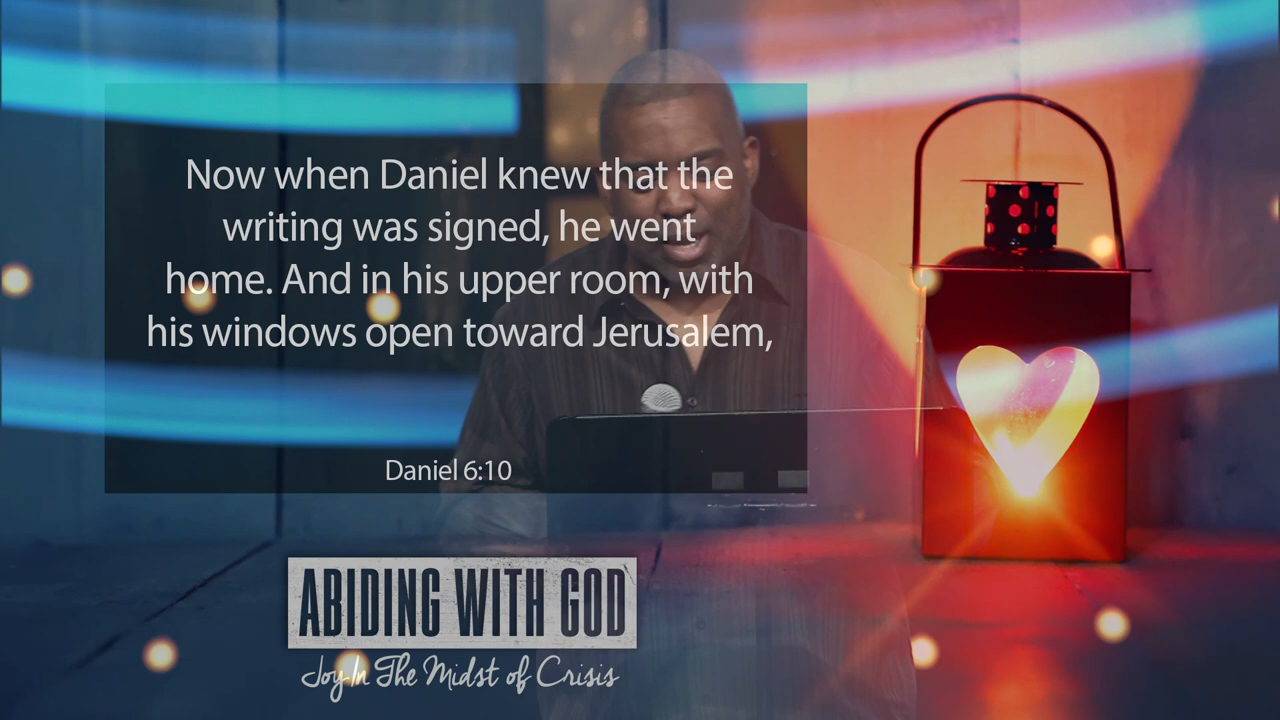 Now when Daniel knew that the
writing was signed, he went
home. And in his upper room, with
his windows open toward Jerusalem,
Daniel 6:10
ABIDING WITH GOD
Joy In The Midst of Crisis